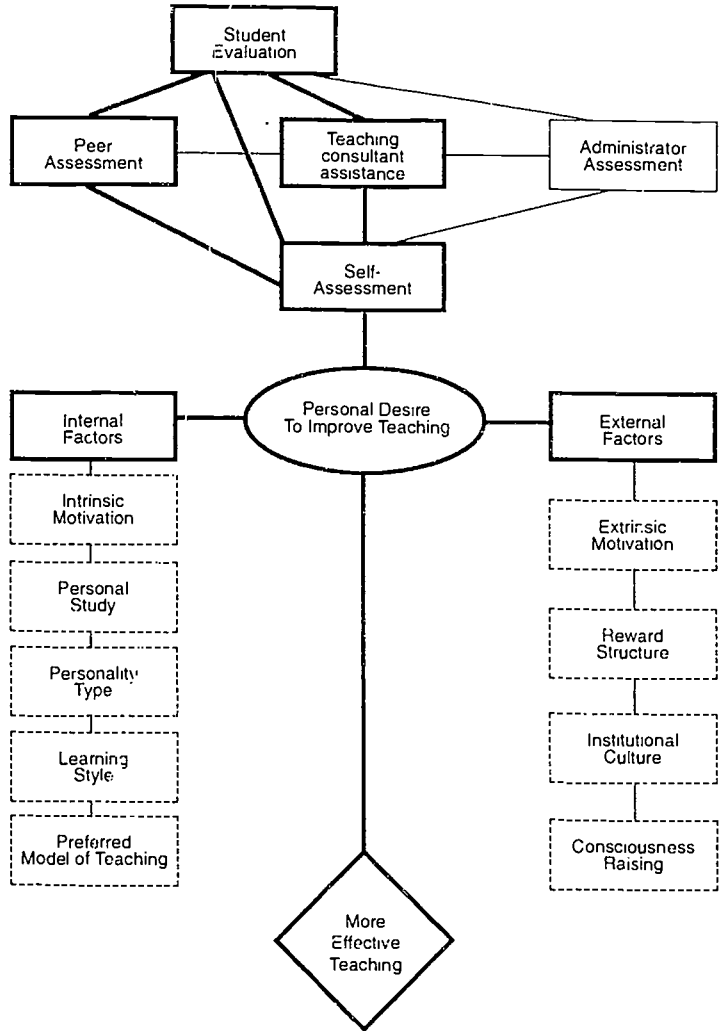 Student
Evaluation
Peer
Assessment
Teaching
consultant
assistance
Administrator
Assessment
Self-
Assessment
Personal Desire
To Improve Teaching
Internal
Factors
Intrinsic
Motivation
Personal
Study
Personality
Type
Learning
Style
Preferred
Model of Teaching
External
Factors
Extrinsic
Motivation
Reward
Structure
Institutional
Culture
Consciousness
Raising
More
Effective
Teaching